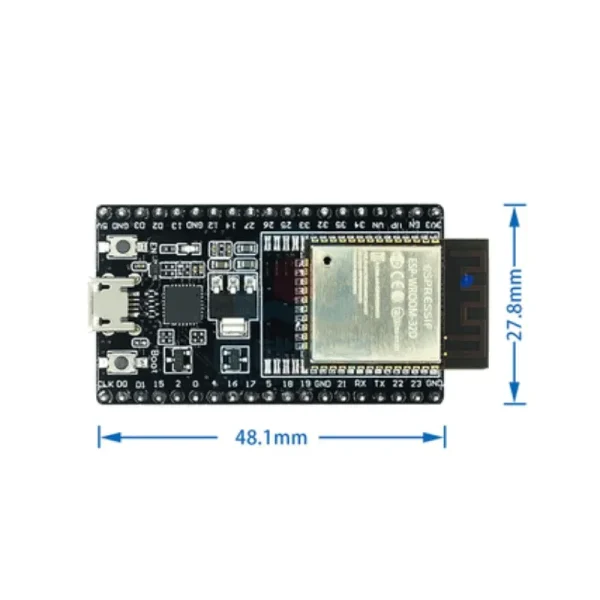 5V GND D3 D2 13 GND 12 14 27 26 25 33 32 35 34 VN VP EN 3V3
EN
ESPRESSIF
ESP-WROOM-32D
Boot
CLK D0 D1 15 2 0 4 16 17 5 18 19 GND 21 RX TX 22 23 GND
27.8mm
48.1mm